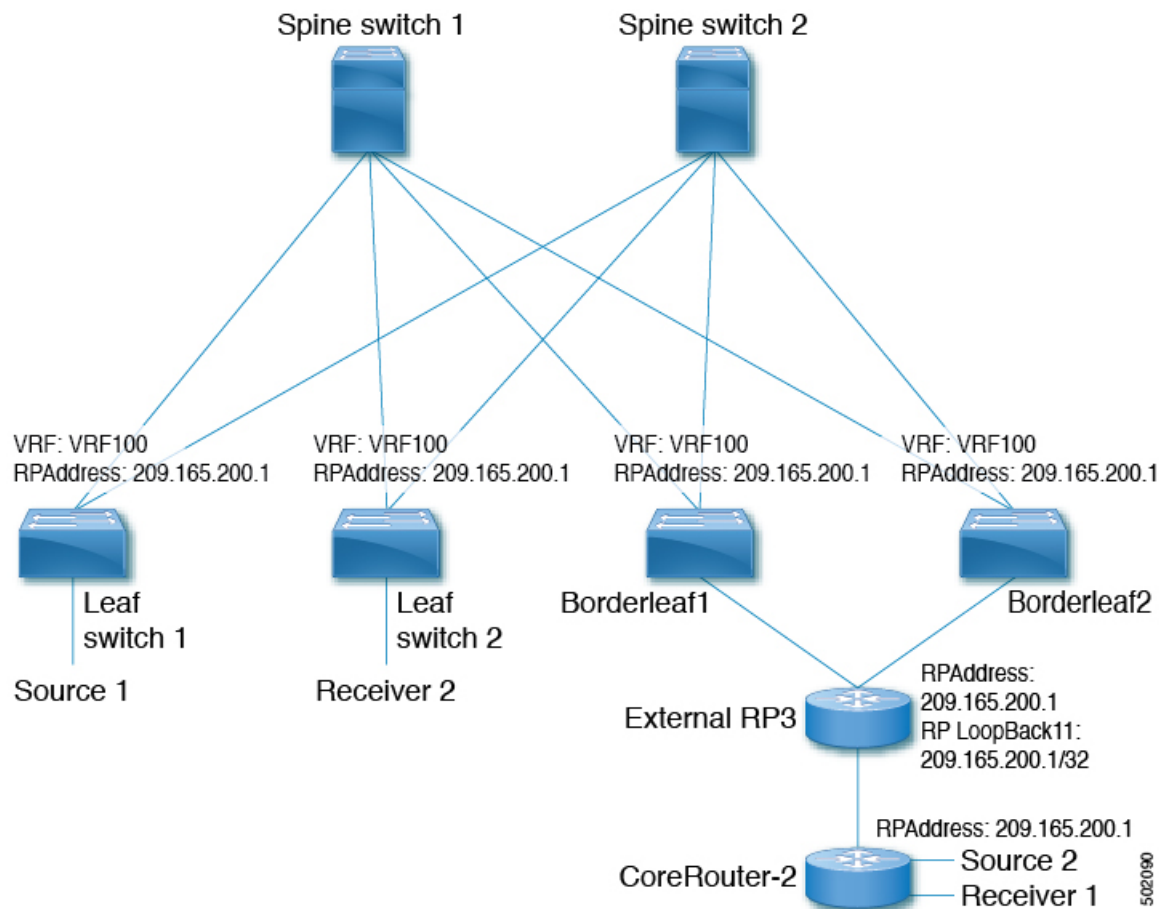 Spine switch 1
Spine switch 2
VRF: VRF100
RPAddress: 209.165.200.1
VRF: VRF100
RPAddress: 209.165.200.1
VRF: VRF100
RPAddress: 209.165.200.1
VRF: VRF100
RPAddress: 209.165.200.1
Leaf
switch 1
Source 1
Leaf
switch 2
Receiver 2
Borderleaf1
Borderleaf2
External RP3
RPAddress:
209.165.200.1
RP LoopBack11:
209.165.200.1/32
RPAddress: 209.165.200.1
CoreRouter-2
Source 2
Receiver 1
502090